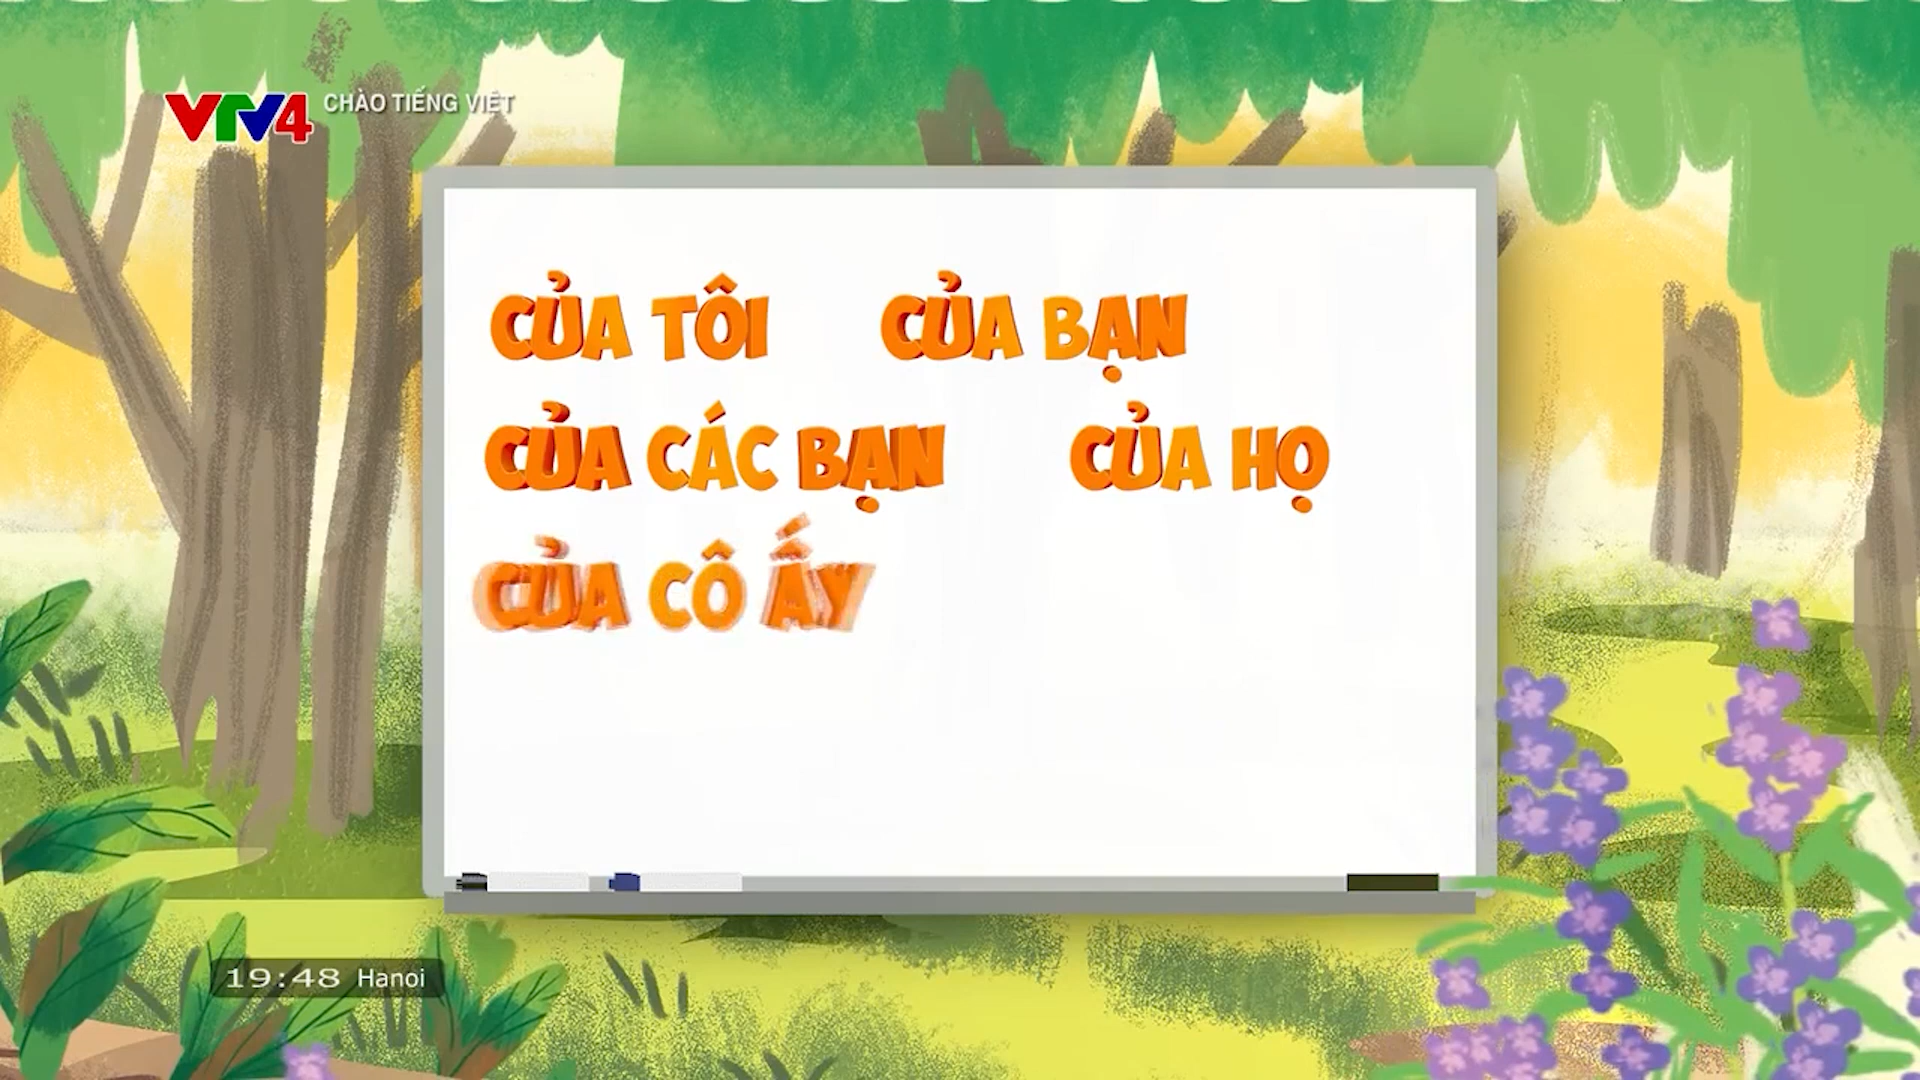 VTV4 CHÀO TIẾNG VIỆT
CỦA TÔI CỦA BẠN
CỦA CÁC BẠN CỦA HỌ
CỦA CÔ ẤY
19:48 Hanoi